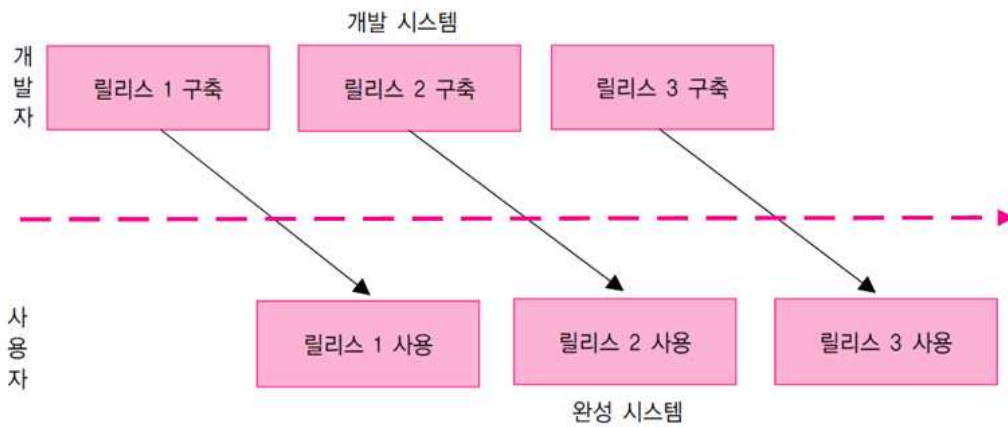 개발 시스템
개발자
릴리스 1 구축
릴리스 2 구축
릴리스 3 구축
사용자
릴리스 1 사용
릴리스 2 사용
릴리스 3 사용
완성 시스템